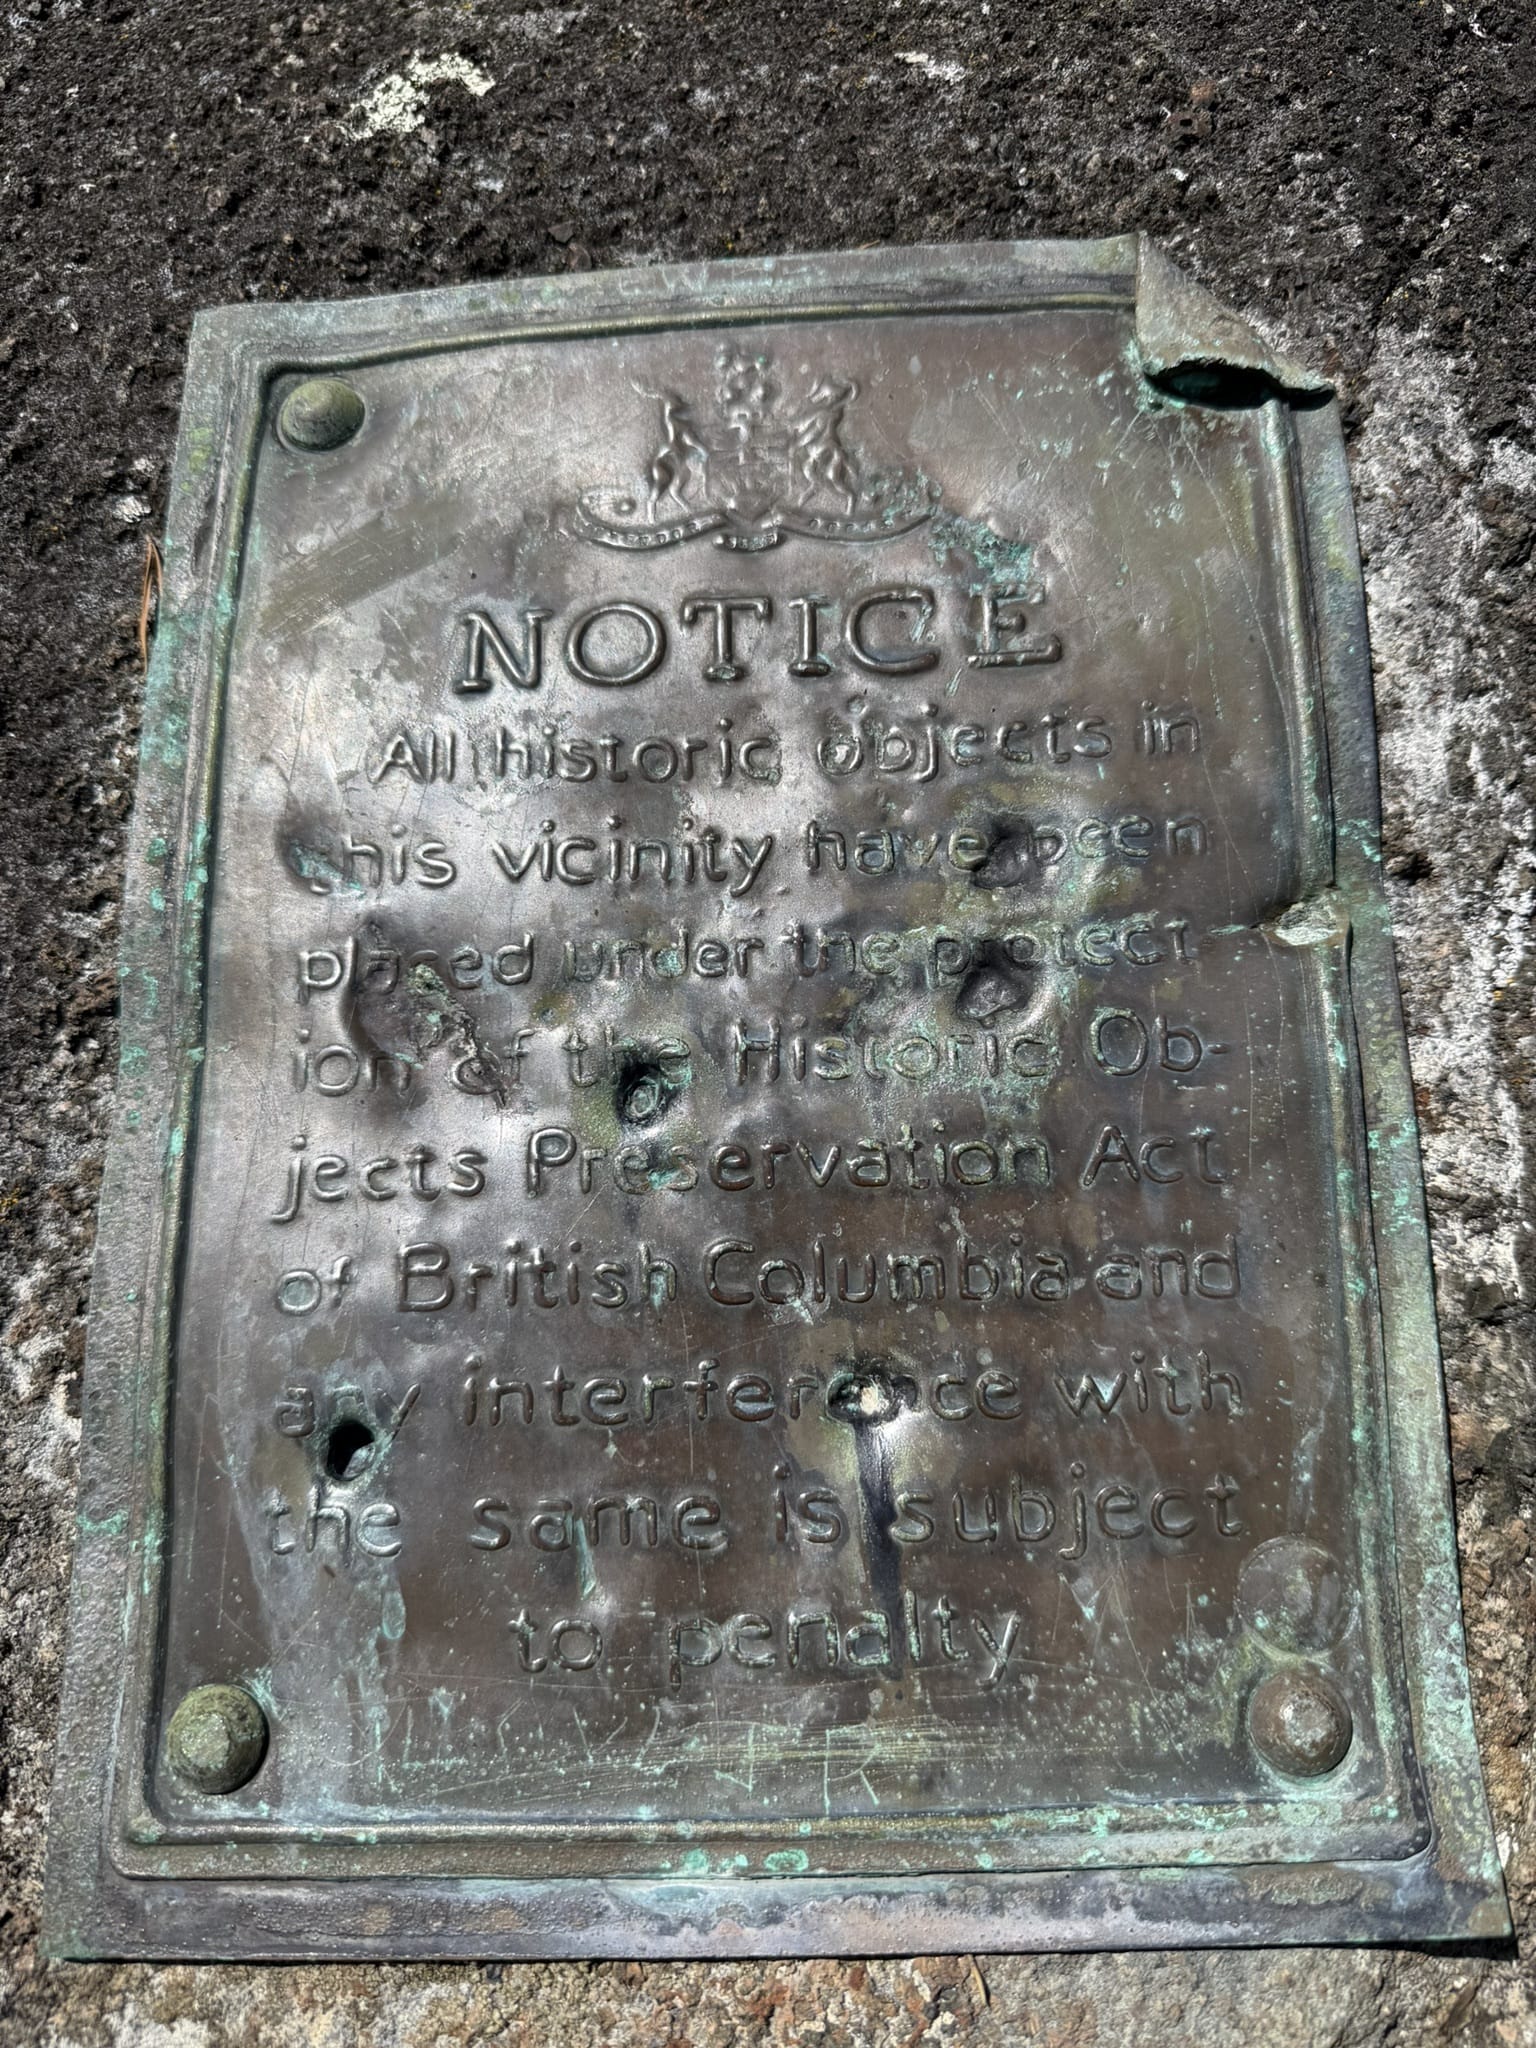 NOTICE
All historic objects in
this vicinity have been
placed under the protect-
ion of the Historic Ob-
jects Preservation Act
of British Columbia and
any interference with
the same is subject
to penalty
J R